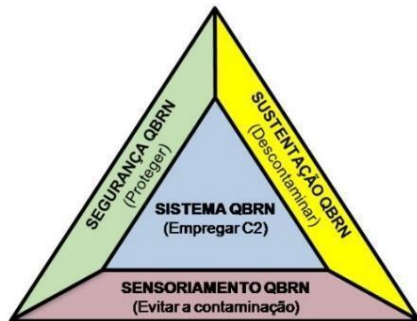 SEGURANÇA QBRN
(Proteger)
SUSTENTAÇÃO QBRN
(Descontaminar)
SISTEMA QBRN
(Empregar C2)
SENSORIAMENTO QBRN
(Evitar a contaminação)